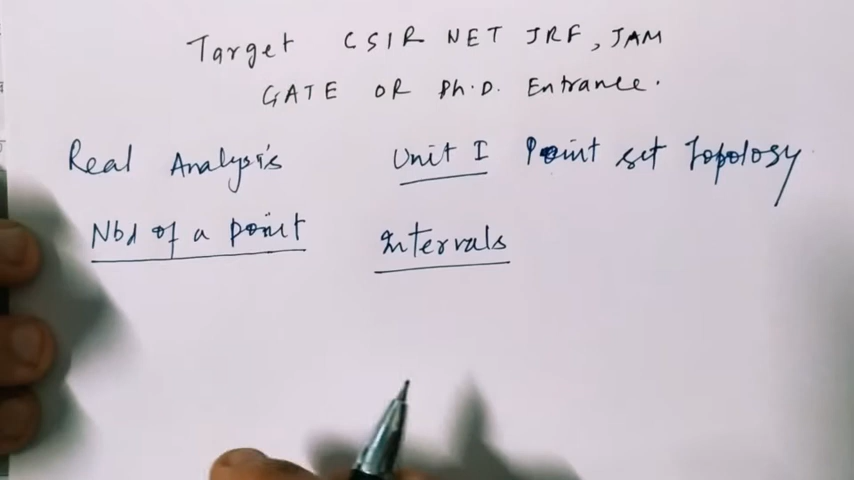 Target CSIR NET JRF, JAM
GATE OR Ph.D. Entrance.
Real Analysis Unit I Point set Topology
Nbd of a point Intervals